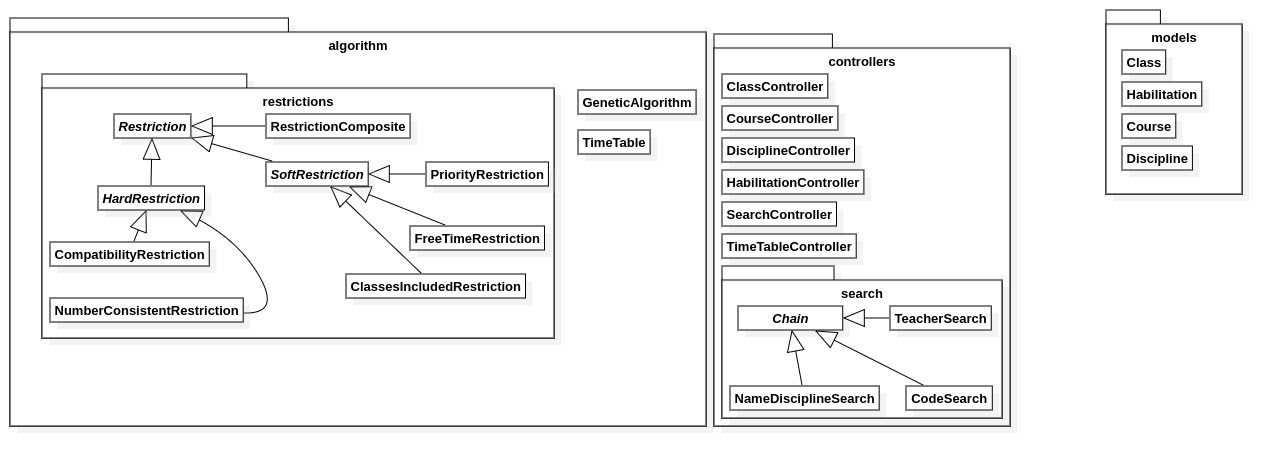 algorithm
restrictions
Restriction
RestrictionComposite
SoftRestriction
PriorityRestriction
HardRestriction
FreeTimeRestriction
CompatibilityRestriction
ClassesIncludedRestriction
NumberConsistentRestriction
GeneticAlgorithm
TimeTable
controllers
ClassController
CourseController
DisciplineController
HabilitationController
SearchController
TimeTableController
search
Chain
TeacherSearch
NameDisciplineSearch
CodeSearch
models
Class
Habilitation
Course
Discipline